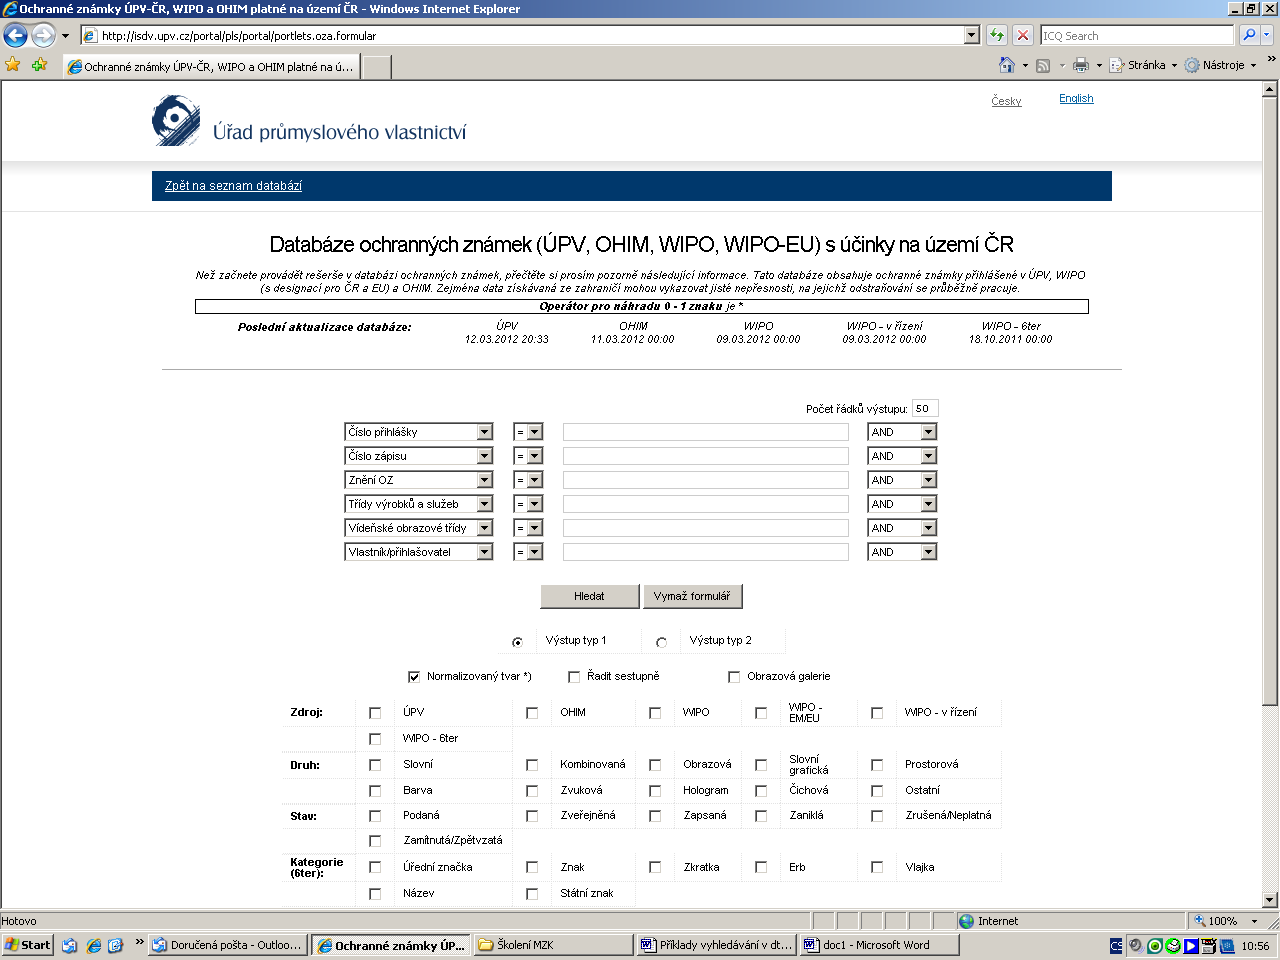 Ochranné známky ÚPV-ČR, WIPO a OHIM platné na území ČR - Windows Internet Explorer
http://isdv.upv.cz/portal/pls/portal/portlets.oza.formular
ICQ Search
Ochranné známky ÚPV-ČR, WIPO a OHIM platné na ú...
Stránka
Nástroje
Česky
English
Úřad průmyslového vlastnictví
Zpět na seznam databází
Databáze ochranných známek (ÚPV, OHIM, WIPO, WIPO-EU) s účinky na území ČR
Než začnete provádět rešerše v databázi ochranných známek, přečtěte si prosím pozorně následující informace. Tato databáze obsahuje ochranné známky přihlášené v ÚPV, WIPO
(s designací pro ČR a EU) a OHIM. Zejména data získávaná ze zahraničí mohou vykazovat jisté nepřesnosti, na jejichž odstraňování se průběžně pracuje.
Operátor pro náhradu 0 - 1 znaku je *
Poslední aktualizace databáze: ÚPV OHIM WIPO WIPO - v řízení WIPO - 6ter
12.03.2012 20:33 11.03.2012 00:00 09.03.2012 00:00 09.03.2012 00:00 18.10.2011 00:00
Počet řádků výstupu: 50
Číslo přihlášky = AND
Číslo zápisu = AND
Znění OZ = AND
Třídy výrobků a služeb = AND
Vídeňské obrazové třídy = AND
Vlastník/přihlašovatel = AND
Hledat Vymaž formulář
Výstup typ 1 Výstup typ 2
Normalizovaný tvar *) Řadit sestupně Obrazová galerie
Zdroj: ÚPV OHIM WIPO WIPO - EM/EU WIPO - v řízení
WIPO - 6ter
Druh: Slovní Kombinovaná Obrazová Slovní grafická Prostorová
Barva Zvuková Hologram Čichová Ostatní
Stav: Podaná Zveřejněná Zapsaná Zaniklá Zrušená/Neplatná
Zamítnutá/Zpětvzatá
Kategorie (6ter): Úřední značka Znak Zkratka Erb Vlajka
Název Státní znak
Hotovo
Internet
100%
Start
Doručená pošta - Outloo...
Ochranné známky ÚP...
Školení MZK
Příklady vyhledávání v dt...
doc1 - Microsoft Word
CS
10:56